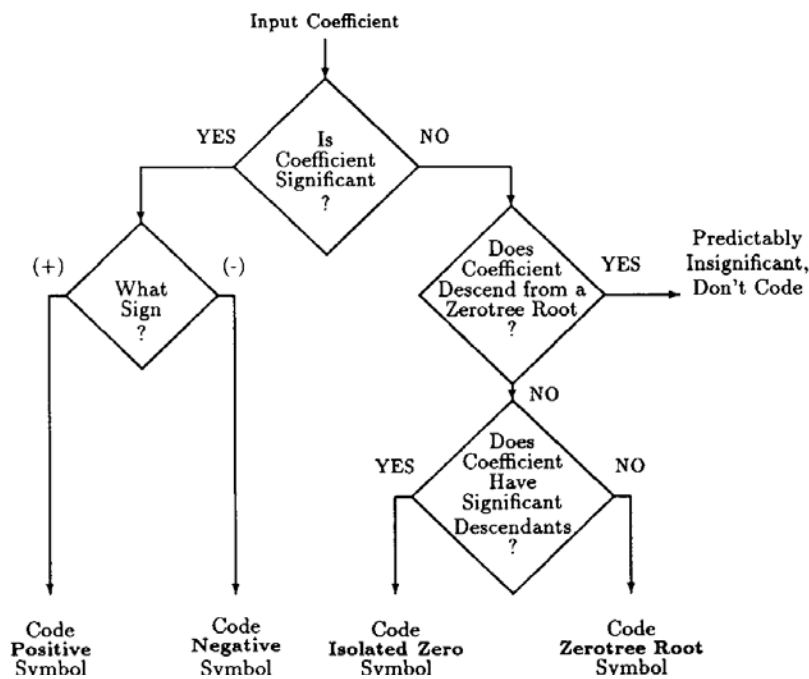 Input Coefficient
YES
Is
Coefficient
Significant
?
NO
(+)
What
Sign
?
(-)
Does
Coefficient
Descend from a
Zerotree Root
?
YES
Predictably
Insignificant,
Don't Code
NO
YES
Does
Coefficient
Have
Significant
Descendants
?
NO
Code
Positive
Symbol
Code
Negative
Symbol
Code
Isolated Zero
Symbol
Code
Zerotree Root
Symbol